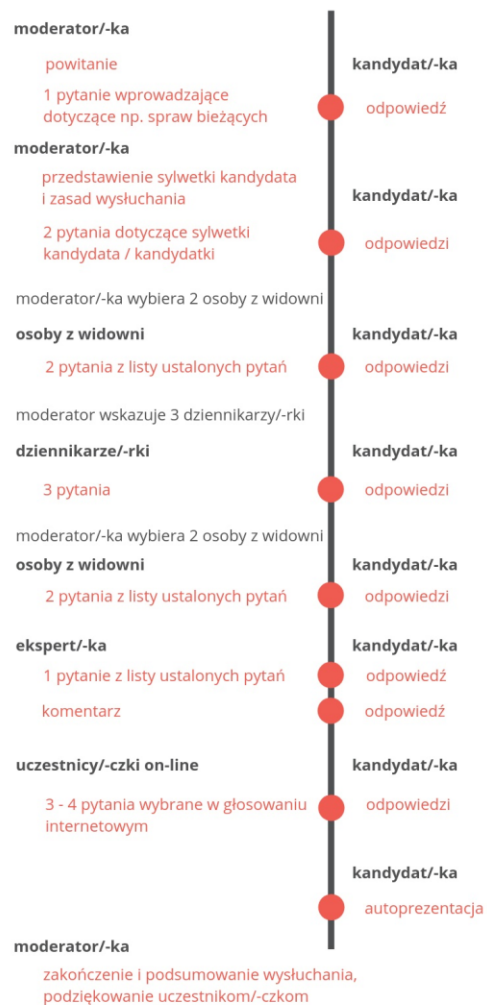 moderator/-ka
powitanie
kandydat/-ka
1 pytanie wprowadzające
dotyczące np. spraw bieżących
odpowiedź
moderator/-ka
przedstawienie sylwetki kandydata
i zasad wysłuchania
kandydat/-ka
2 pytania dotyczące sylwetki
kandydata / kandydatki
odpowiedzi
moderator/-ka wybiera 2 osoby z widowni
osoby z widowni
kandydat/-ka
2 pytania z listy ustalonych pytań
odpowiedzi
moderator wskazuje 3 dziennikarzy/-rki
dziennikarze/-rki
kandydat/-ka
3 pytania
odpowiedzi
moderator/-ka wybiera 2 osoby z widowni
osoby z widowni
kandydat/-ka
2 pytania z listy ustalonych pytań
odpowiedzi
ekspert/-ka
kandydat/-ka
1 pytanie z listy ustalonych pytań
odpowiedź
komentarz
odpowiedź
uczestnicy/-czki on-line
kandydat/-ka
3 - 4 pytania wybrane w głosowaniu
internetowym
odpowiedzi
kandydat/-ka
autoprezentacja
moderator/-ka
zakończenie i podsumowanie wysłuchania,
podziękowanie uczestnikom/-czkom